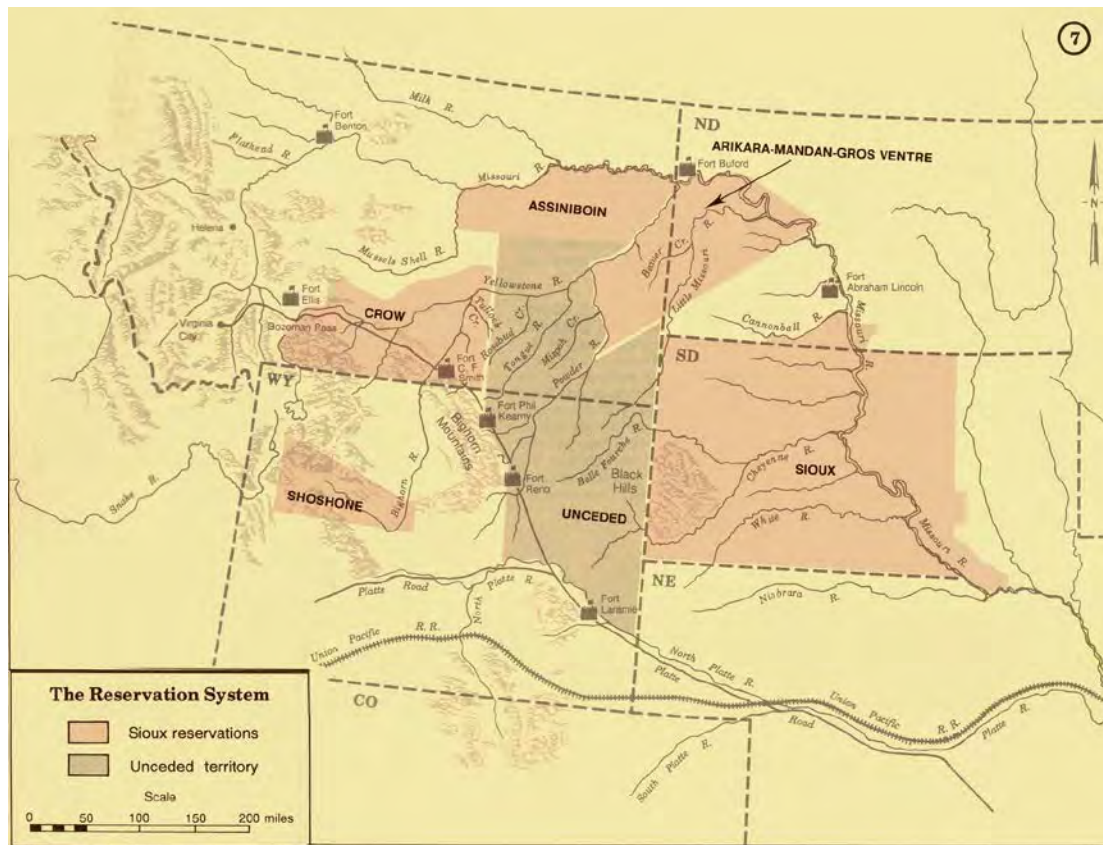 7
ND
Milk R.
Fort
Benton
Flathead R.
ARIKARA-MANDAN-GROS VENTRE
Fort Buford
-N-
Missouri R.
ASSINIBOIN
Helena
Mussels Shell R.
Beaver Cr.
R.
Little Missouri
Fort
Abraham Lincoln
Missouri R.
Fort
Ellis
Yellowstone R.
CROW
Tullock
Cr.
Rosebud Cr.
Tongue R.
Mizpah Cr.
Powder R.
Cannonball R.
Virginia
City
Bozeman Pass
Fort
C. F.
Smith
WY
SD
Fort Phil
Kearny
Bighorn
Mountains
Belle Fourche R.
Black
Hills
Cheyenne R.
SIOUX
Fort
Reno
Snake R.
SHOSHONE
Bighorn R.
UNCEDED
White R.
Missouri R.
Platte Road
North Platte R.
NE
Niobrara R.
Fort
Laramie
Union Pacific R.R.
North Platte R.
Platte Road
Union Pacific R.R.
Platte R.
CO
South Platte R.
The Reservation System
Sioux reservations
Unceded territory
Scale
0 50 100 150 200 miles